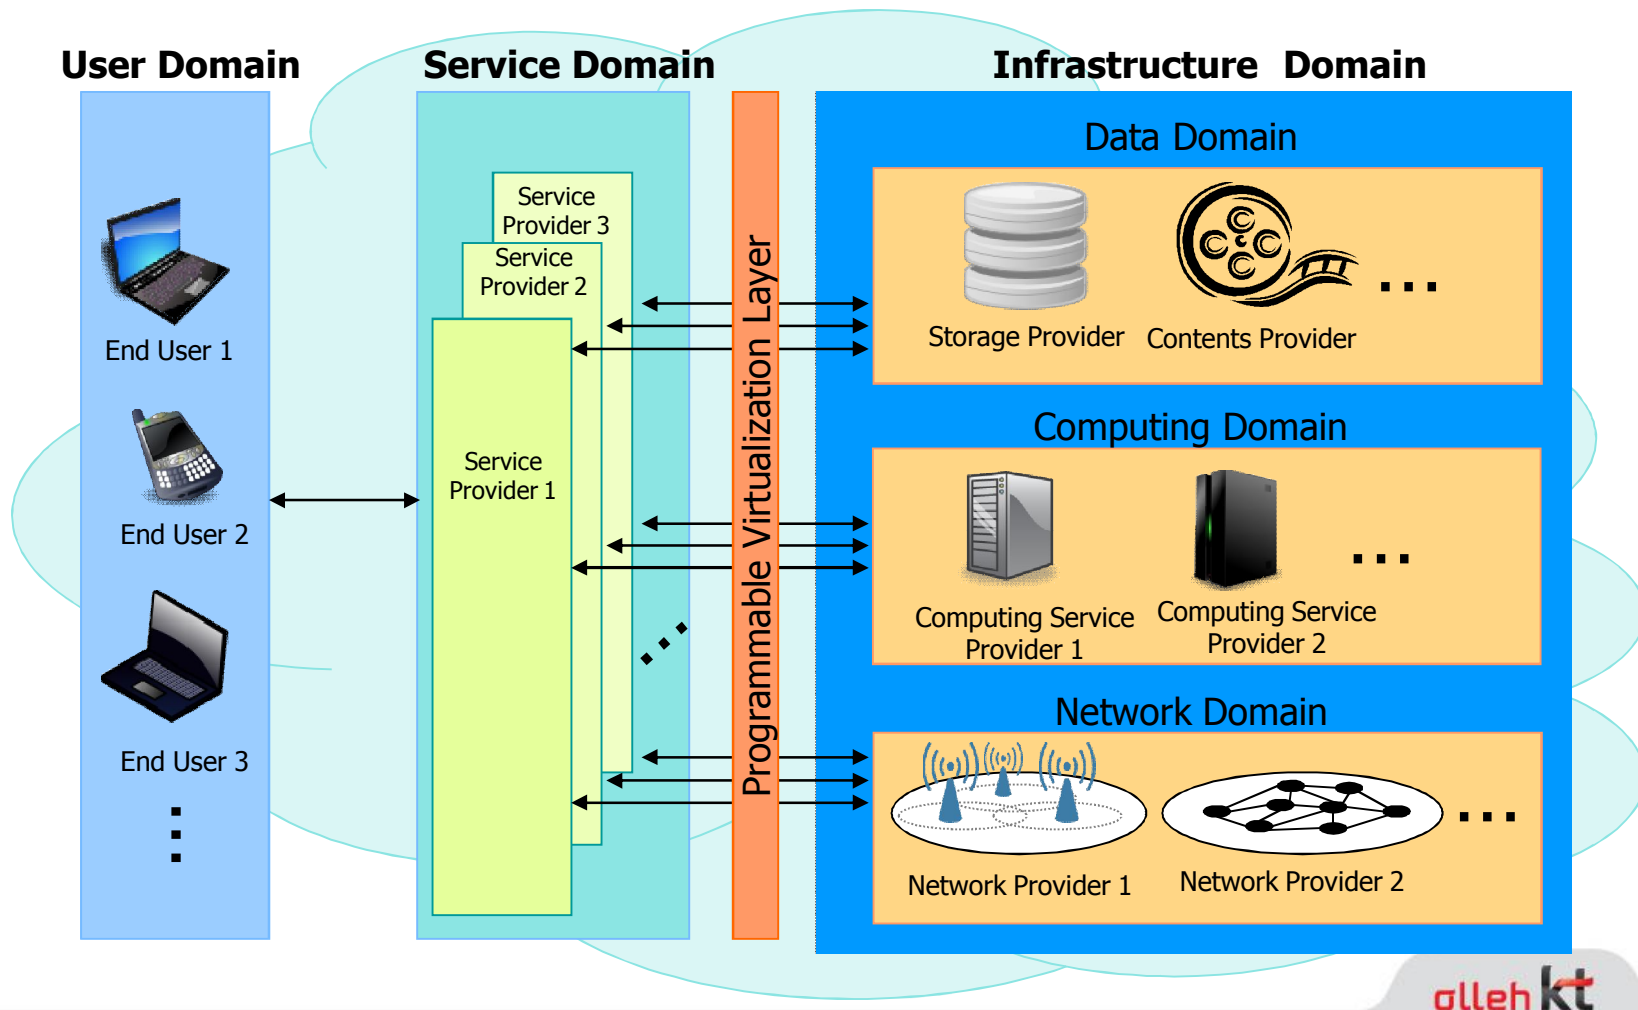 User Domain
Service Domain
Infrastructure Domain
End User 1
End User 2
End User 3
Service
Provider 3
Service
Provider 2
Service
Provider 1
Programmable Virtualization Layer
Data Domain
Storage Provider
Contents Provider
...
Computing Domain
Computing Service
Provider 1
Computing Service
Provider 2
...
Network Domain
Network Provider 1
Network Provider 2
...
olleh kt